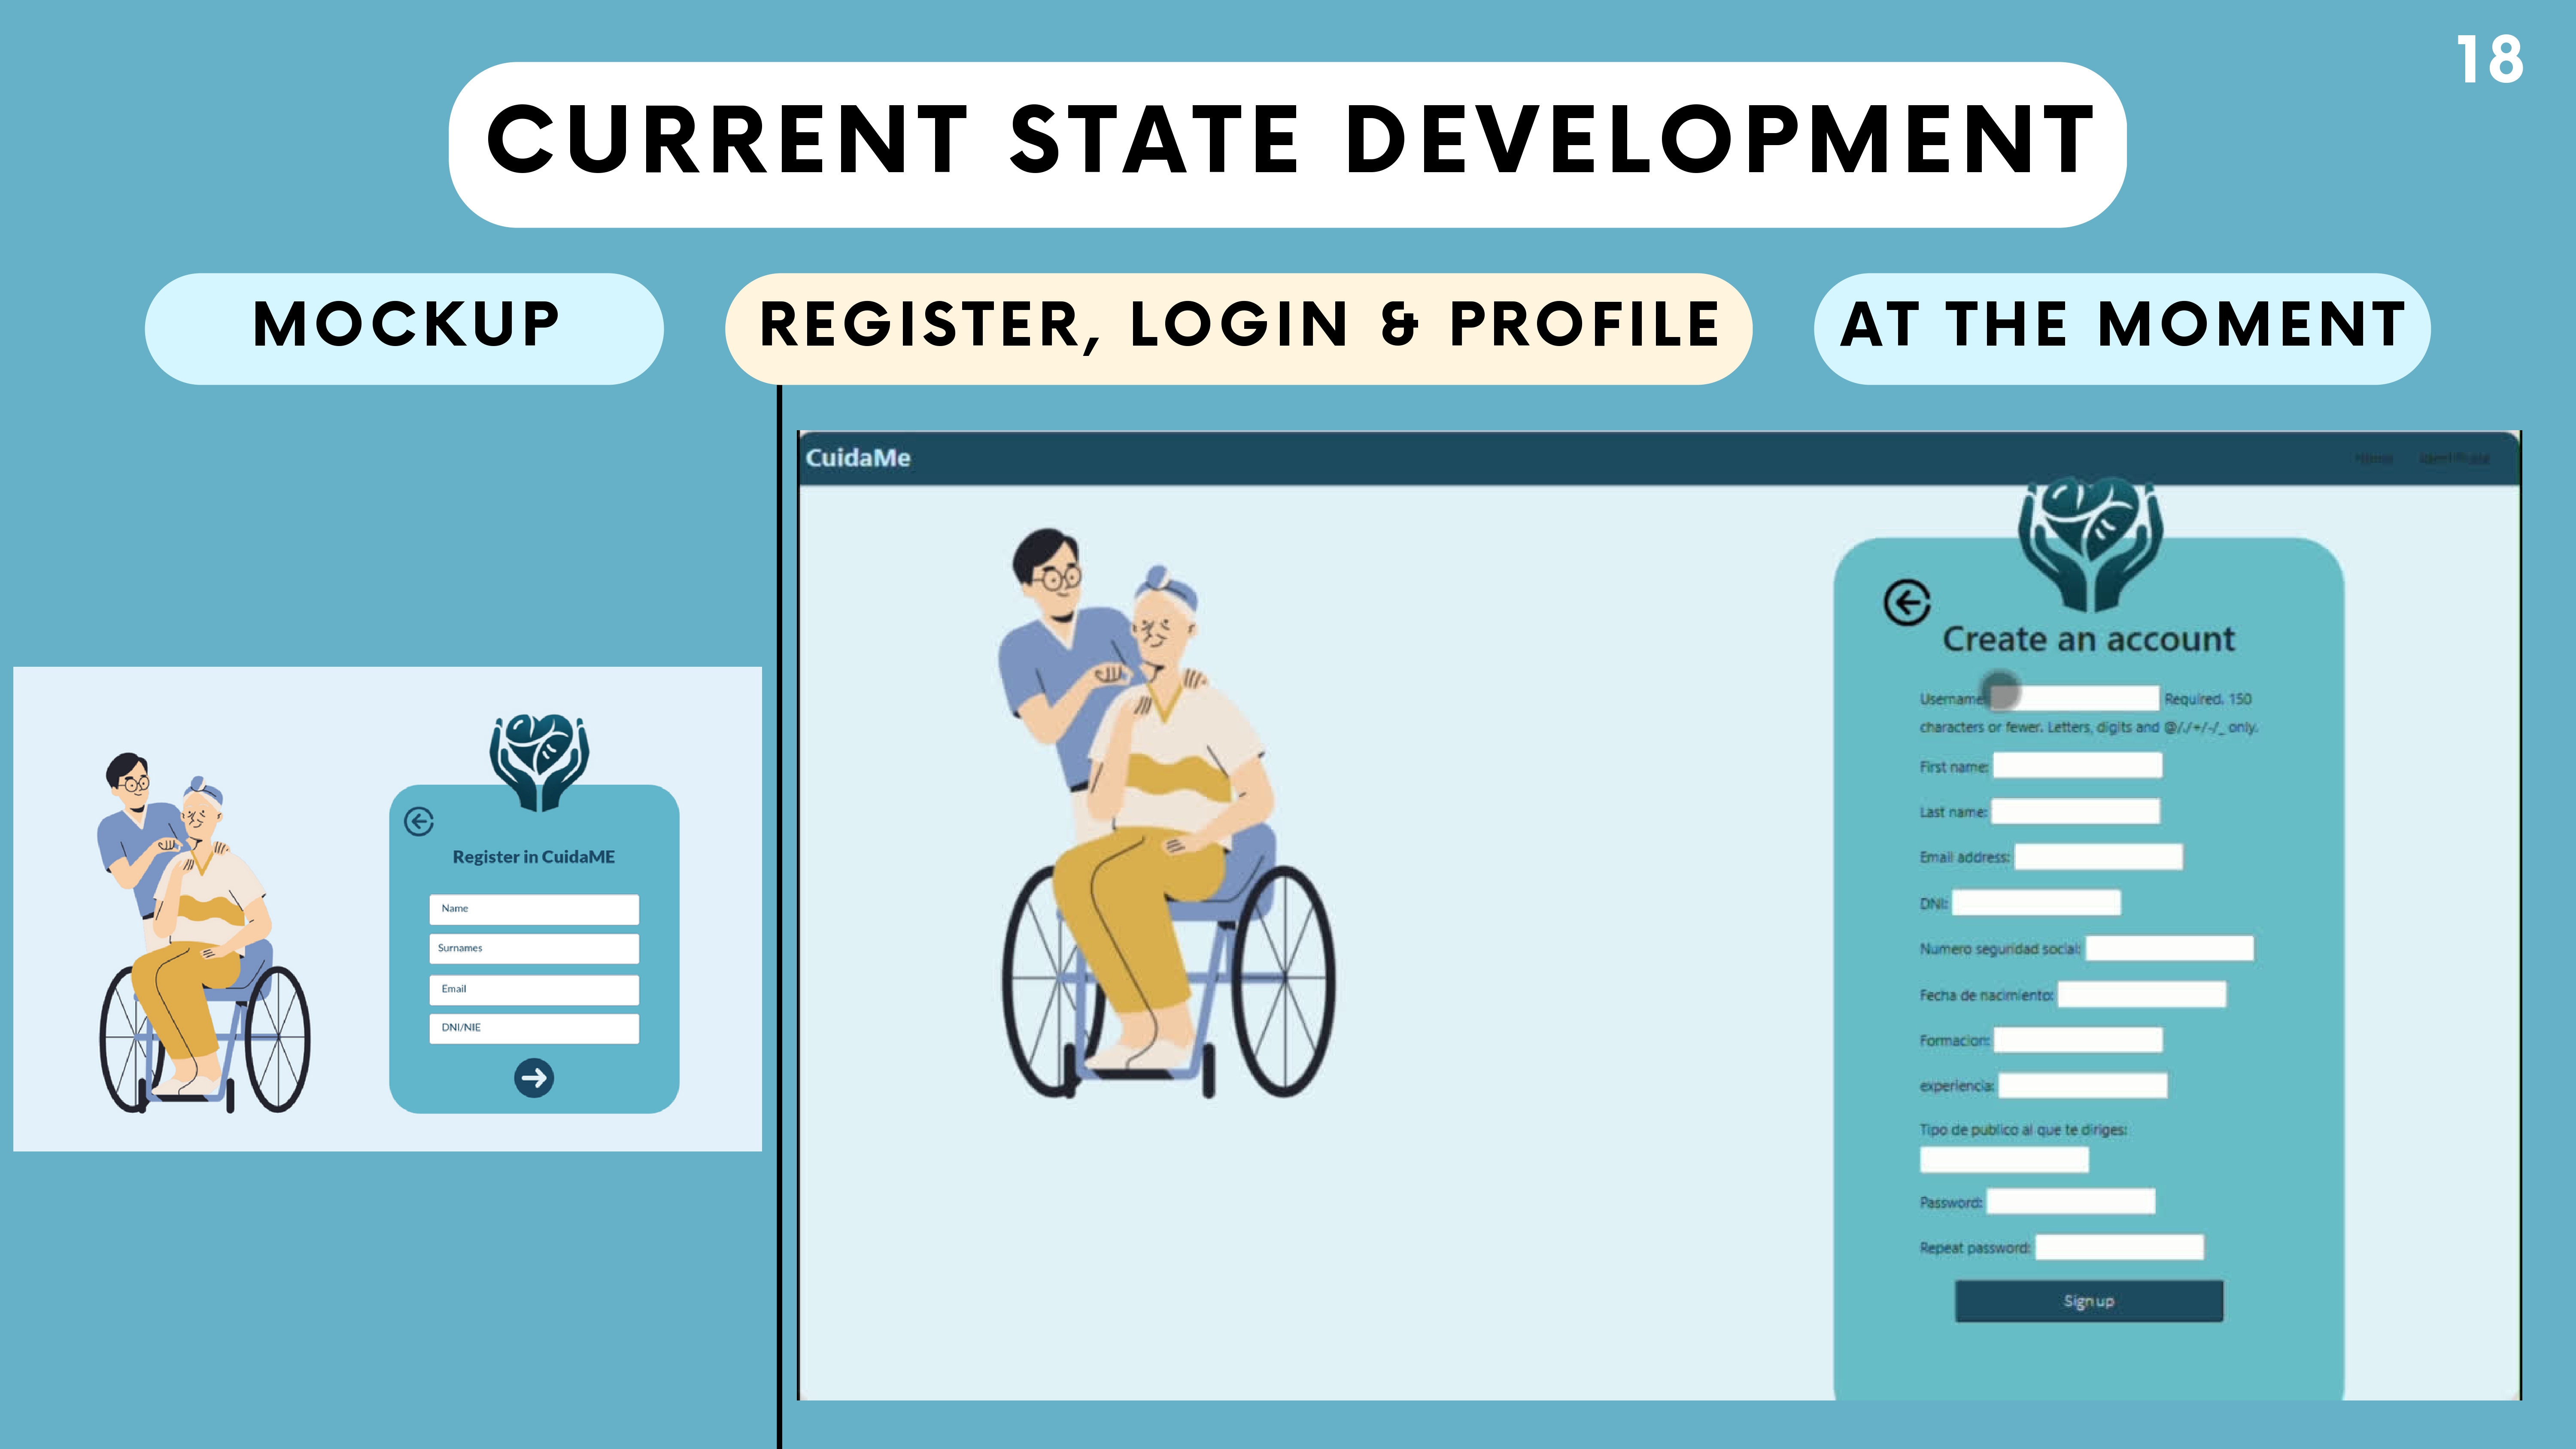 18
CURRENT STATE DEVELOPMENT
MOCKUP
REGISTER, LOGIN & PROFILE
AT THE MOMENT
Register in CuidaME
Name
Surnames
Email
DNI/NIE
CuidaMe
Home Identificate
Create an account
Username: Required. 150
characters or fewer. Letters, digits and @/./+/-/_ only.
First name:
Last name:
Email address:
DNI:
Numero seguridad social:
Fecha de nacimiento:
Formacion:
experiencia:
Tipo de publico al que te diriges:
Password:
Repeat password:
Sign up